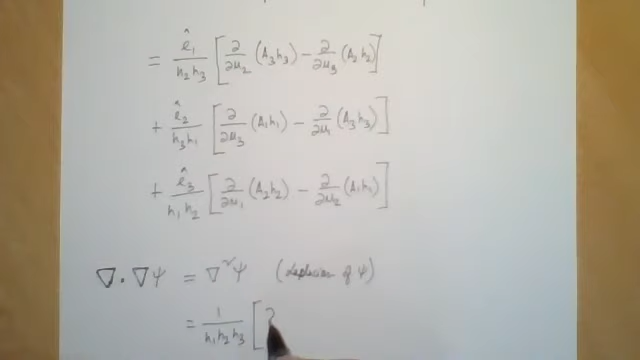 = ê₁/h₂h₃ [∂/∂u₂ (A₃h₃) − ∂/∂u₃ (A₂h₂)]
+ ê₂/h₃h₁ [∂/∂u₃ (A₁h₁) − ∂/∂u₁ (A₃h₃)]
+ ê₃/h₁h₂ [∂/∂u₁ (A₂h₂) − ∂/∂u₂ (A₁h₁)]
∇·∇ψ = ∇²ψ (Laplacian of ψ)
= 1/h₁h₂h₃ [∂